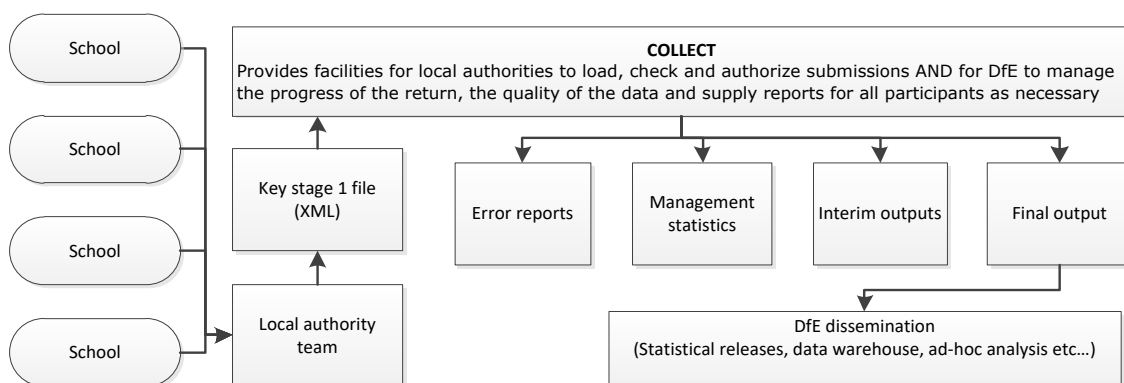 School
School
School
School
COLLECT
Provides facilities for local authorities to load, check and authorize submissions AND for DfE to manage
the progress of the return, the quality of the data and supply reports for all participants as necessary
Key stage 1 file
(XML)
Local authority
team
Error reports
Management
statistics
Interim outputs
Final output
DfE dissemination
(Statistical releases, data warehouse, ad-hoc analysis etc…)